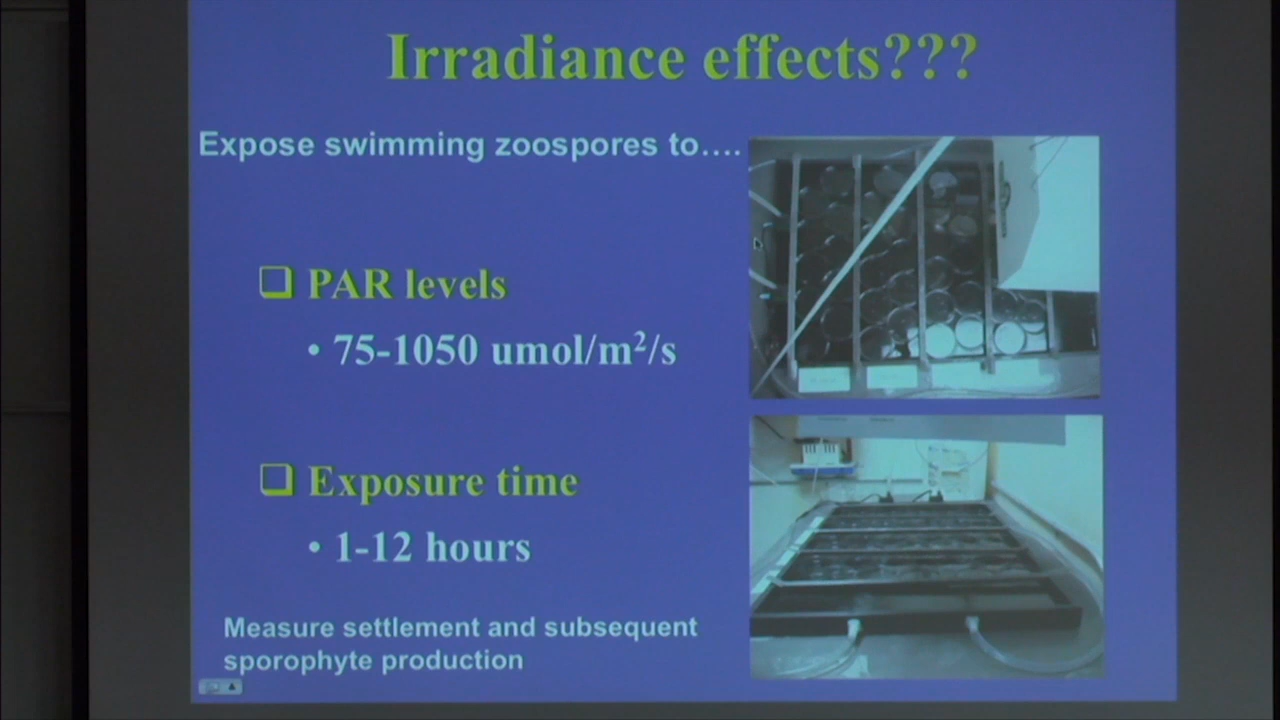 Irradiance effects???
Expose swimming zoospores to....
PAR levels
• 75-1050 umol/m²/s
Exposure time
• 1-12 hours
Measure settlement and subsequent
sporophyte production